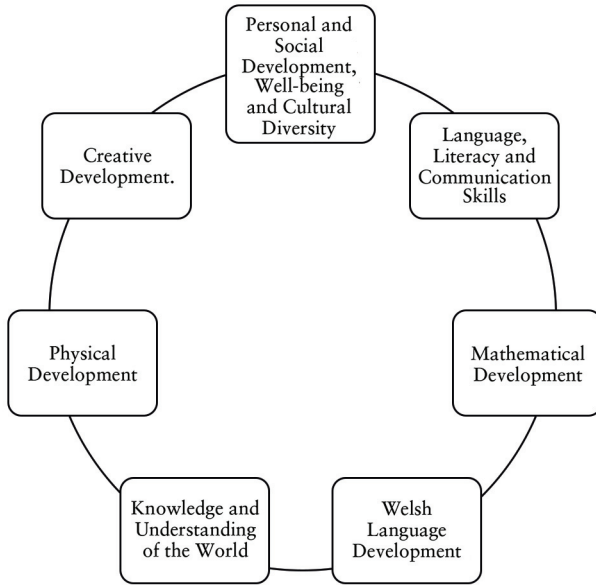 Personal and
Social
Development,
Well-being
and Cultural
Diversity
Language,
Literacy and
Communication
Skills
Mathematical
Development
Welsh
Language
Development
Knowledge and
Understanding
of the World
Physical
Development
Creative
Development.